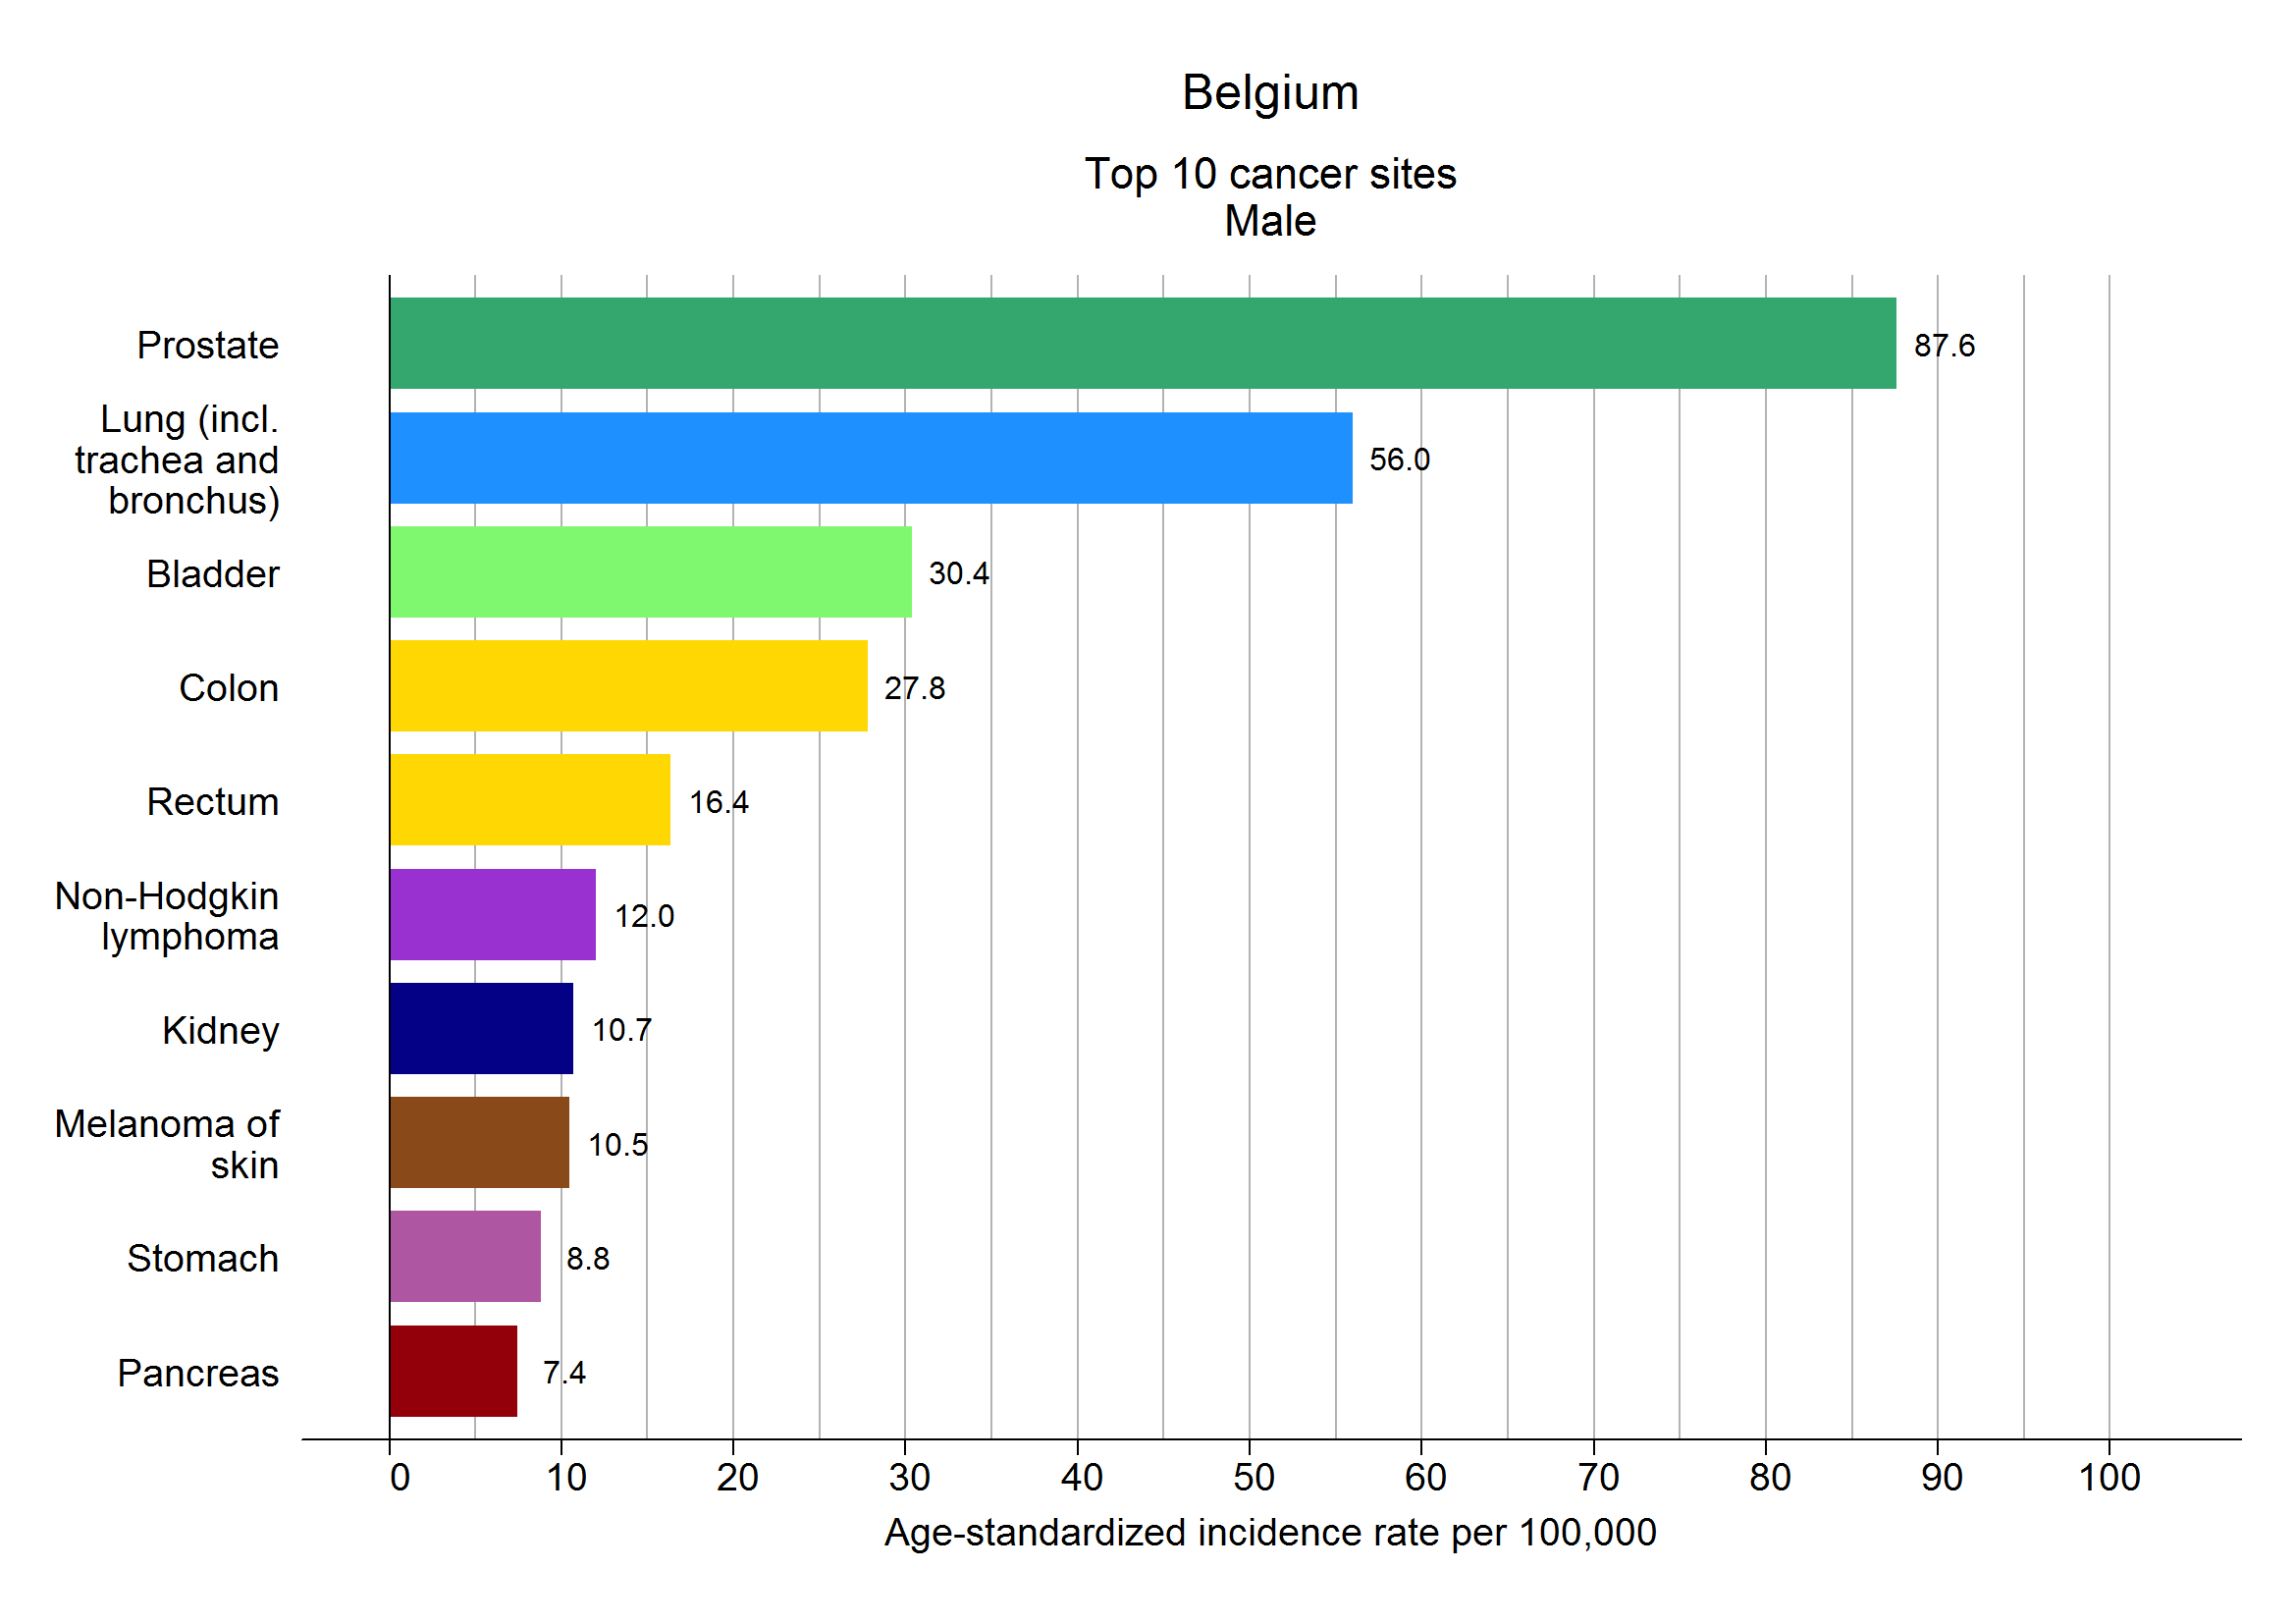 Belgium
Top 10 cancer sites
Male
Prostate
87.6
Lung (incl.
trachea and
bronchus)
56.0
Bladder
30.4
Colon
27.8
Rectum
16.4
Non-Hodgkin
lymphoma
12.0
Kidney
10.7
Melanoma of
skin
10.5
Stomach
8.8
Pancreas
7.4
0 10 20 30 40 50 60 70 80 90 100
Age-standardized incidence rate per 100,000